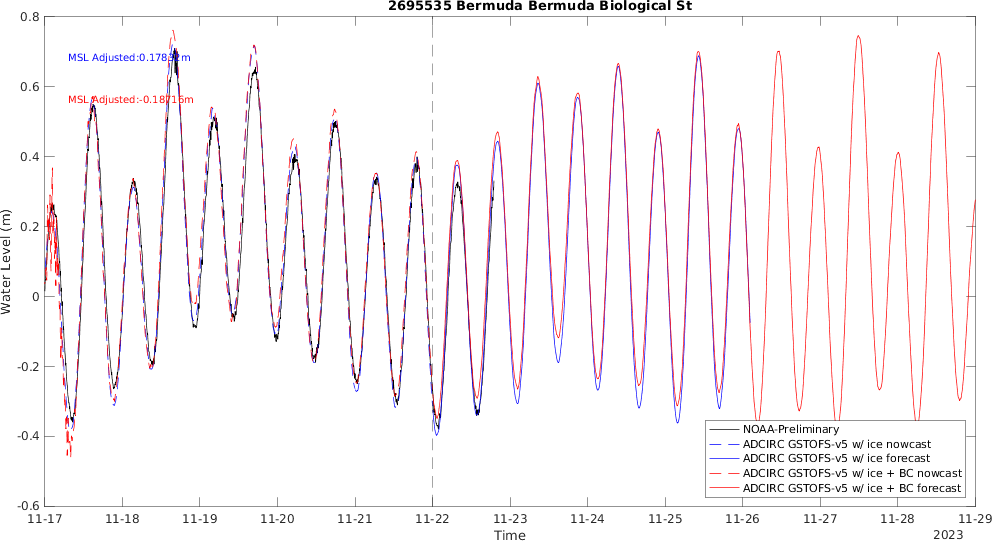 2695535 Bermuda Bermuda Biological St
MSL Adjusted:0.17832m
MSL Adjusted:-0.18716m
Water Level (m)
0.8
0.6
0.4
0.2
0
-0.2
-0.4
-0.6
NOAA-Preliminary
ADCIRC GSTOFS-v5 w/ ice nowcast
ADCIRC GSTOFS-v5 w/ ice forecast
ADCIRC GSTOFS-v5 w/ ice + BC nowcast
ADCIRC GSTOFS-v5 w/ ice + BC forecast
11-17 11-18 11-19 11-20 11-21 11-22 11-23 11-24 11-25 11-26 11-27 11-28 11-29
Time
2023